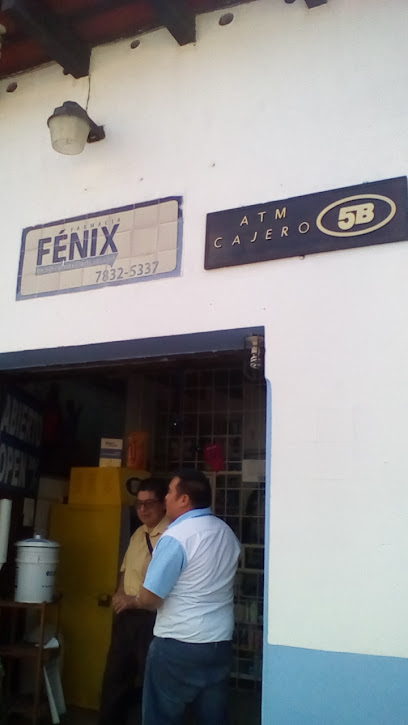 FARMACIA
FÉNIX
7832-5337
ATM
CAJERO
5B
ABIERTO
OPEN